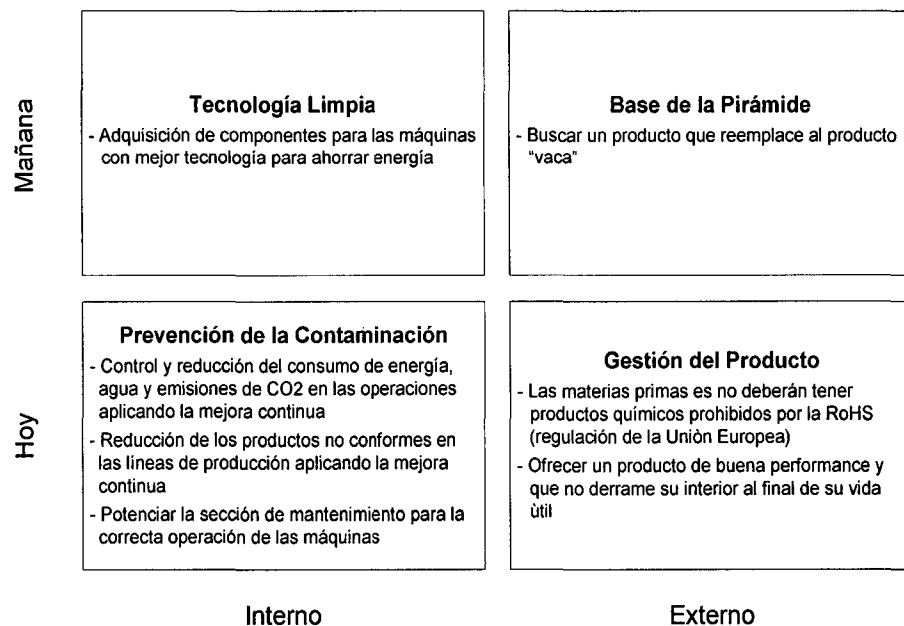 Mañana
Tecnología Limpia
- Adquisición de componentes para las máquinas
con mejor tecnología para ahorrar energía
Base de la Pirámide
- Buscar un producto que reemplace al producto
"vaca"
Hoy
Prevención de la Contaminación
- Control y reducción del consumo de energía,
agua y emisiones de CO2 en las operaciones
aplicando la mejora continua
- Reducción de los productos no conformes en
las líneas de producción aplicando la mejora
continua
- Potenciar la sección de mantenimiento para la
correcta operación de las máquinas
Gestión del Producto
- Las materias primas es no deberán tener
productos químicos prohibidos por la RoHS
(regulación de la Uniòn Europea)
- Ofrecer un producto de buena performance y
que no derrame su interior al final de su vida
ùtil
Interno
Externo